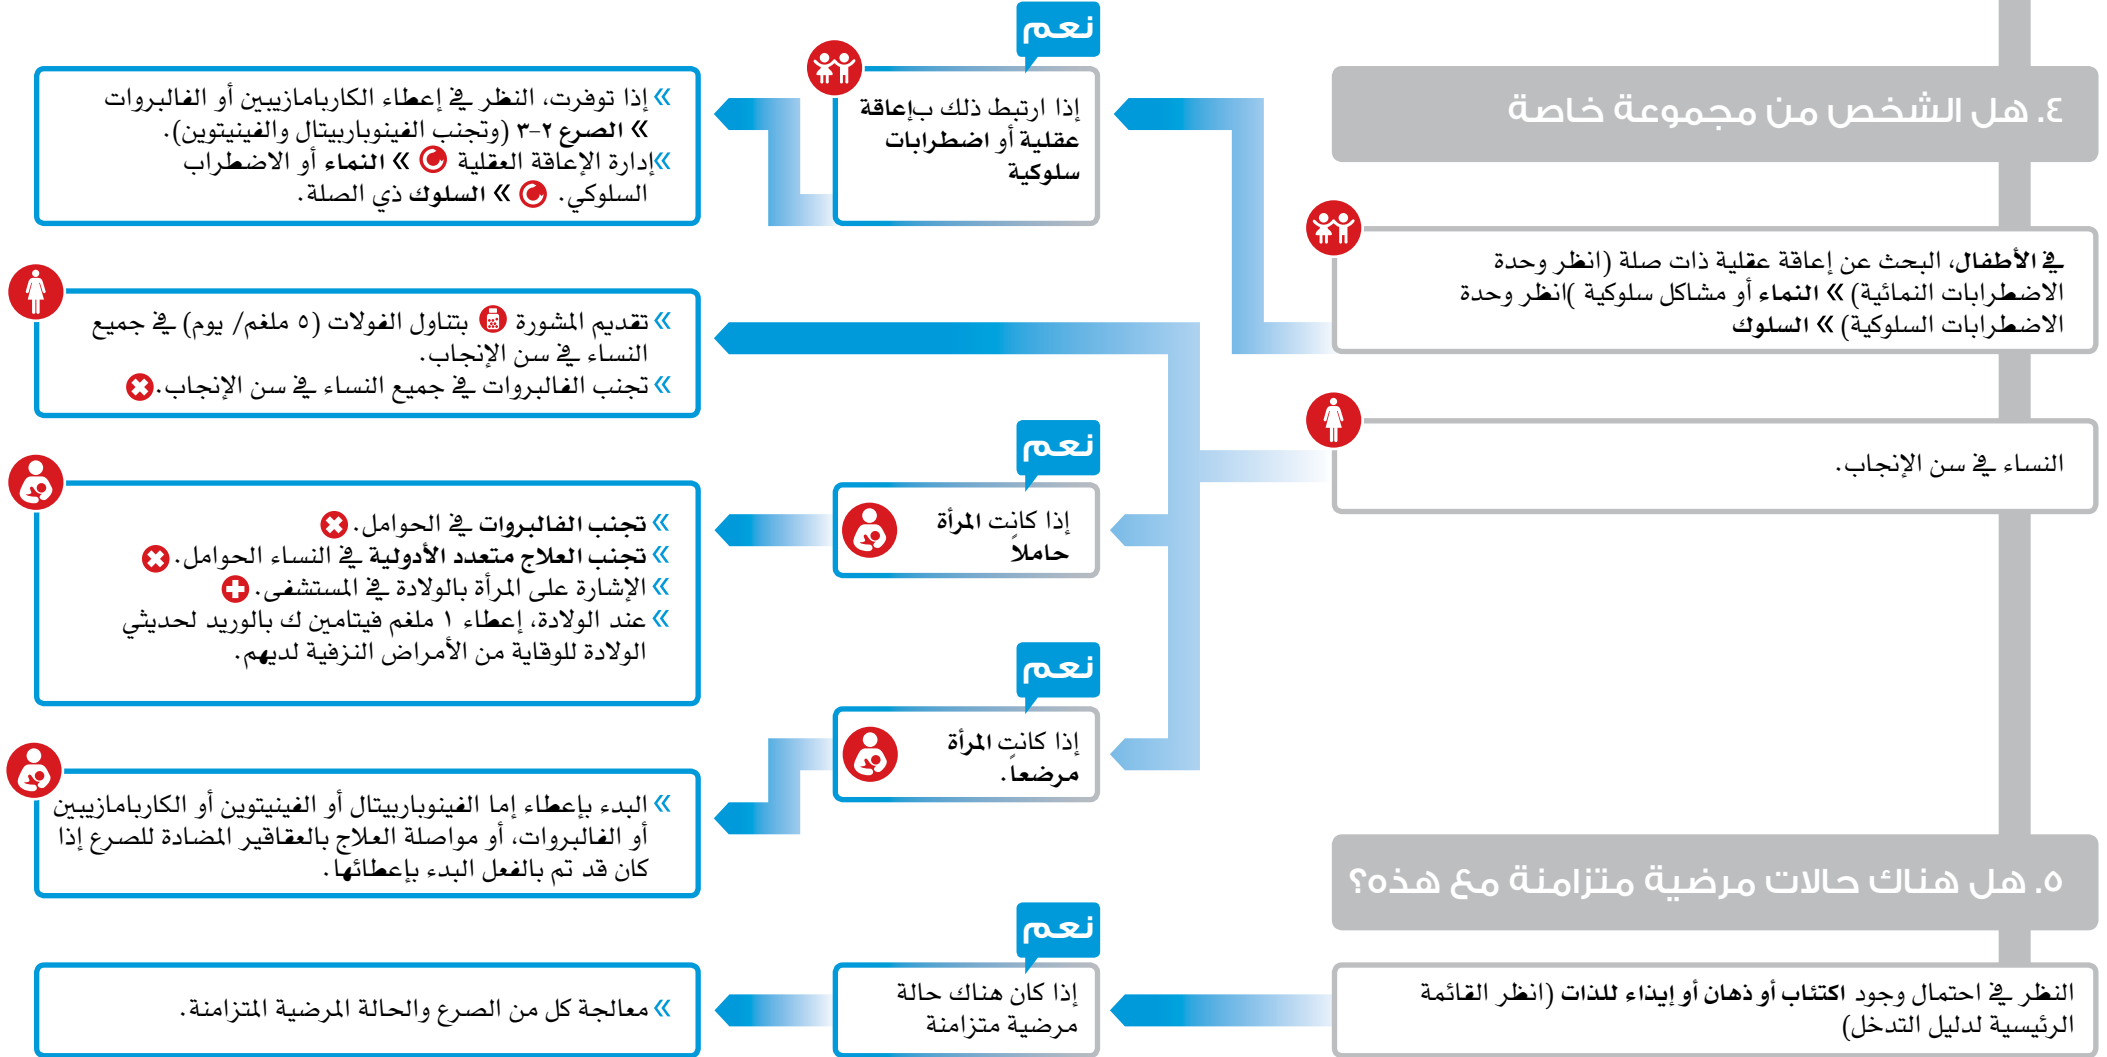 ٤. هل الشخص من مجموعة خاصة
في الأطفال، البحث عن إعاقة عقلية ذات صلة (انظر وحدة
الاضطرابات النمائية) » النماء أو مشاكل سلوكية )انظر وحدة
الاضطرابات السلوكية) » السلوك
نعم
إذا ارتبط ذلك بإعاقة
عقلية أو اضطرابات
سلوكية
» إذا توفرت، النظر في إعطاء الكاربامازيبين أو الفالبروات
» الصرع ٢-٣ (وتجنب الفينوباربيتال والفينيتوين).
»إدارة الإعاقة العقلية » النماء أو الاضطراب
السلوكي. » السلوك ذي الصلة.
النساء في سن الإنجاب.
» تقديم المشورة بتناول الفولات (٥ ملغم/ يوم) في جميع
النساء في سن الإنجاب.
» تجنب الفالبروات في جميع النساء في سن الإنجاب.
نعم
إذا كانت المرأة
حاملاً
» تجنب الفالبروات في الحوامل.
» تجنب العلاج متعدد الأدولية في النساء الحوامل.
» الإشارة على المرأة بالولادة في المستشفى.
» عند الولادة، إعطاء ١ ملغم فيتامين ك بالوريد لحديثي
الولادة للوقاية من الأمراض النزفية لديهم.
نعم
إذا كانت المرأة
مرضعاً.
» البدء بإعطاء إما الفينوباربيتال أو الفينيتوين أو الكاربامازيبين
أو الفالبروات، أو مواصلة العلاج بالعقاقير المضادة للصرع إذا
كان قد تم بالفعل البدء بإعطائها.
٥. هل هناك حالات مرضية متزامنة مع هذه؟
النظر في احتمال وجود اكتئاب أو ذهان أو إيذاء للذات (انظر القائمة
الرئيسية لدليل التدخل)
نعم
إذا كان هناك حالة
مرضية متزامنة
» معالجة كل من الصرع والحالة المرضية المتزامنة.